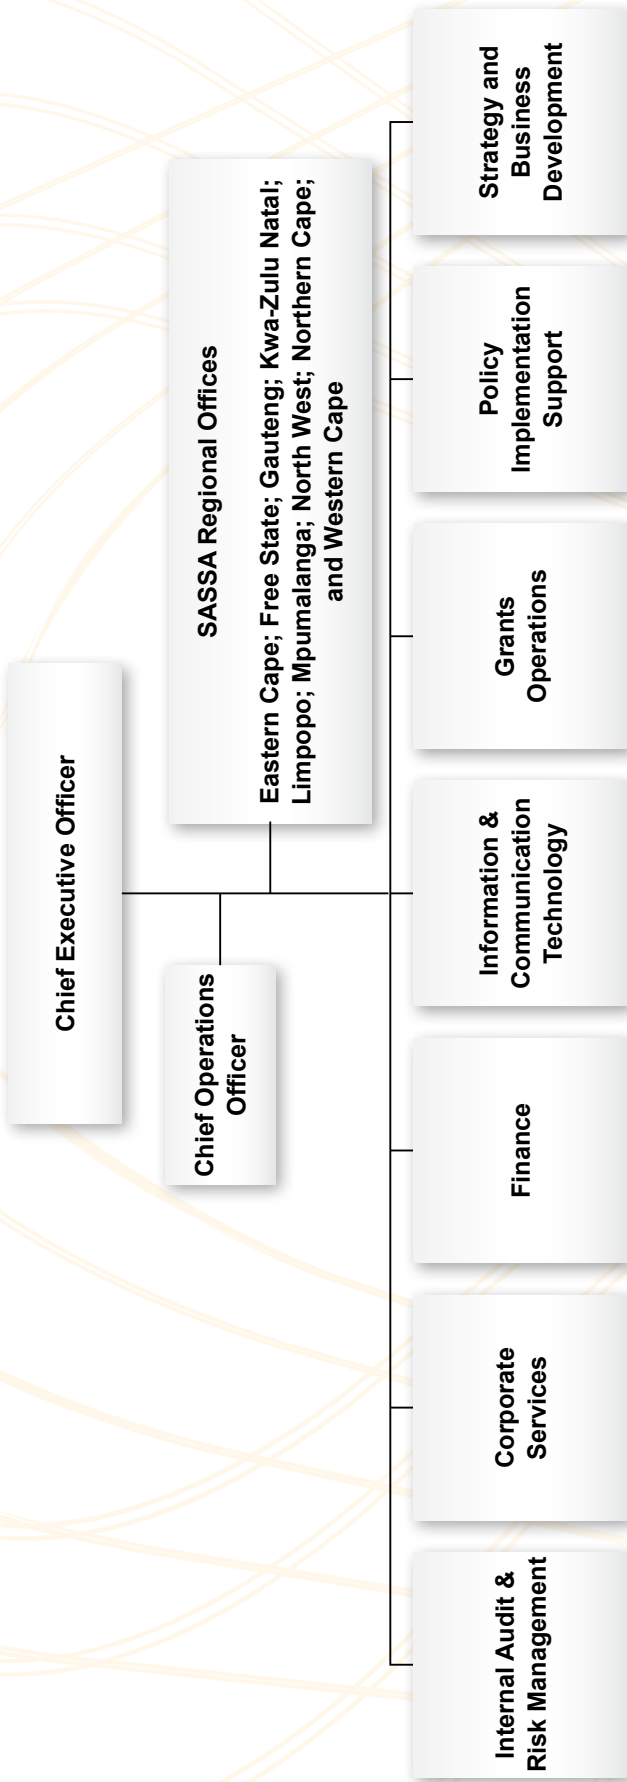 Chief Executive Officer
Chief Operations
Officer
SASSA Regional Offices
Eastern Cape; Free State; Gauteng; Kwa-Zulu Natal;
Limpopo; Mpumalanga; North West; Northern Cape;
and Western Cape
Internal Audit &
Risk Management
Corporate
Services
Finance
Information &
Communication
Technology
Grants
Operations
Policy
Implementation
Support
Strategy and
Business
Development